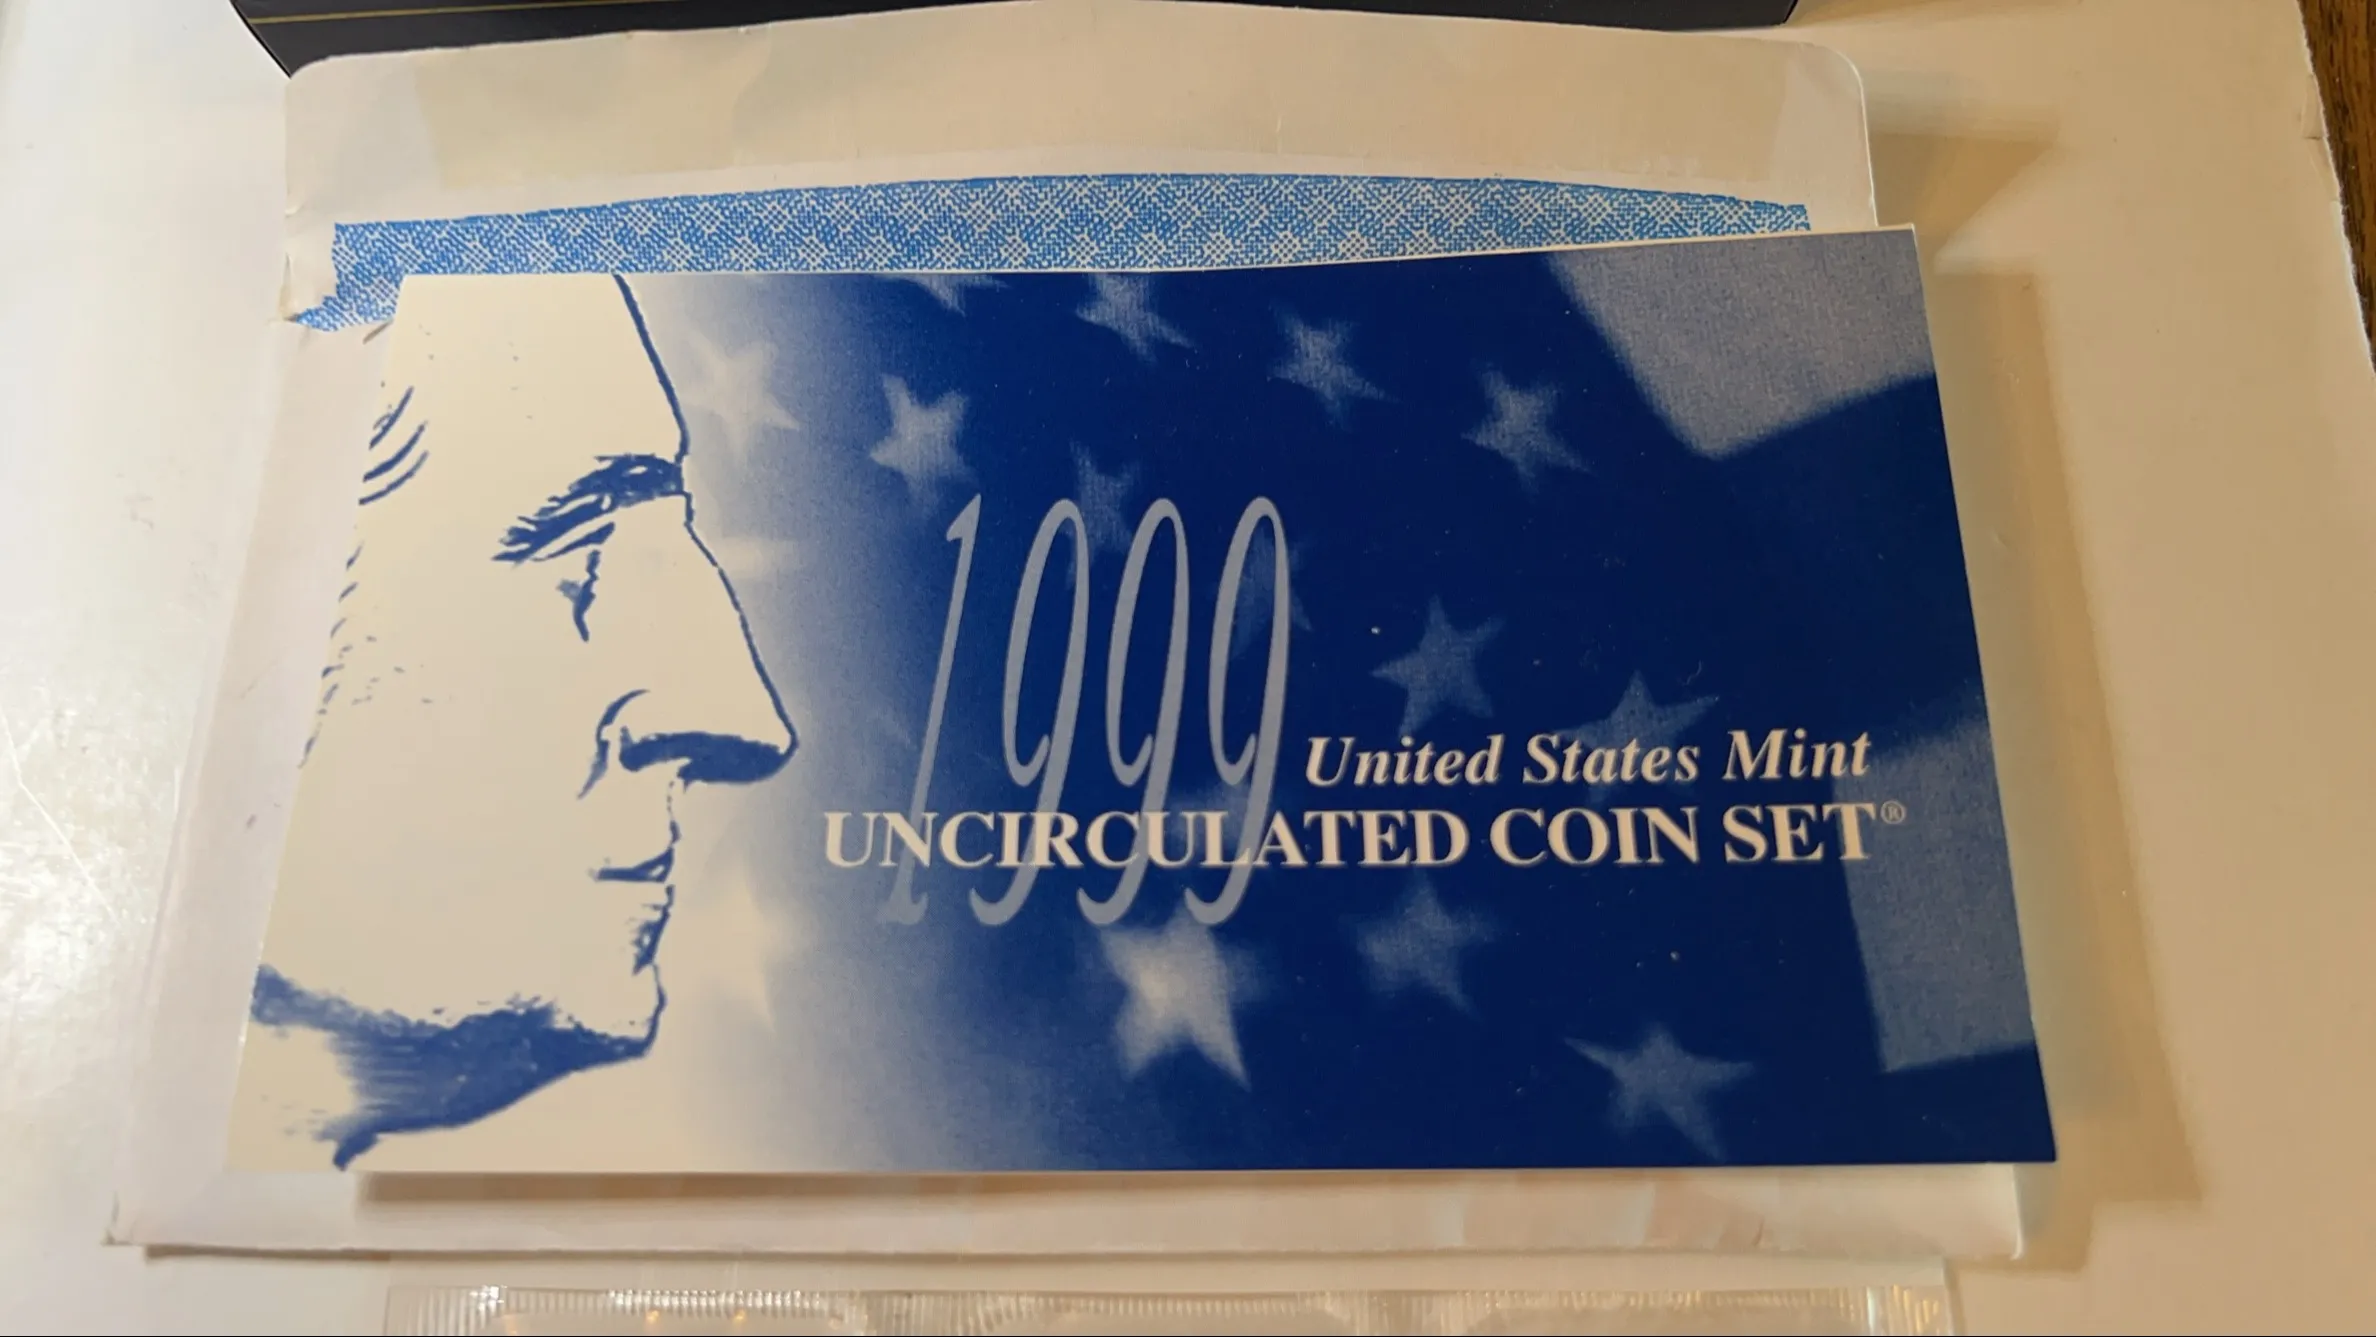 1999
United States Mint
UNCIRCULATED COIN SET®